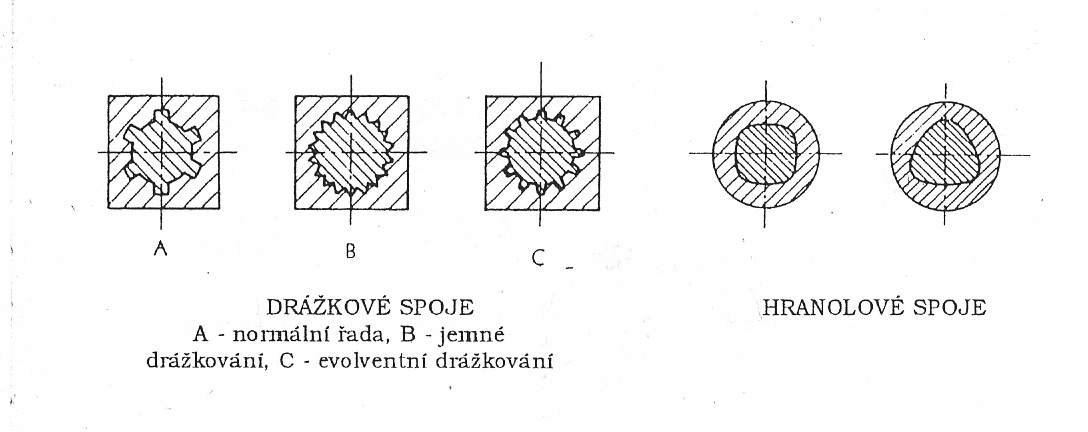 A
B
C
DRÁŽKOVÉ SPOJE
A - normální řada, B - jemné
drážkování, C - evolventní drážkování
HRANOLOVÉ SPOJE